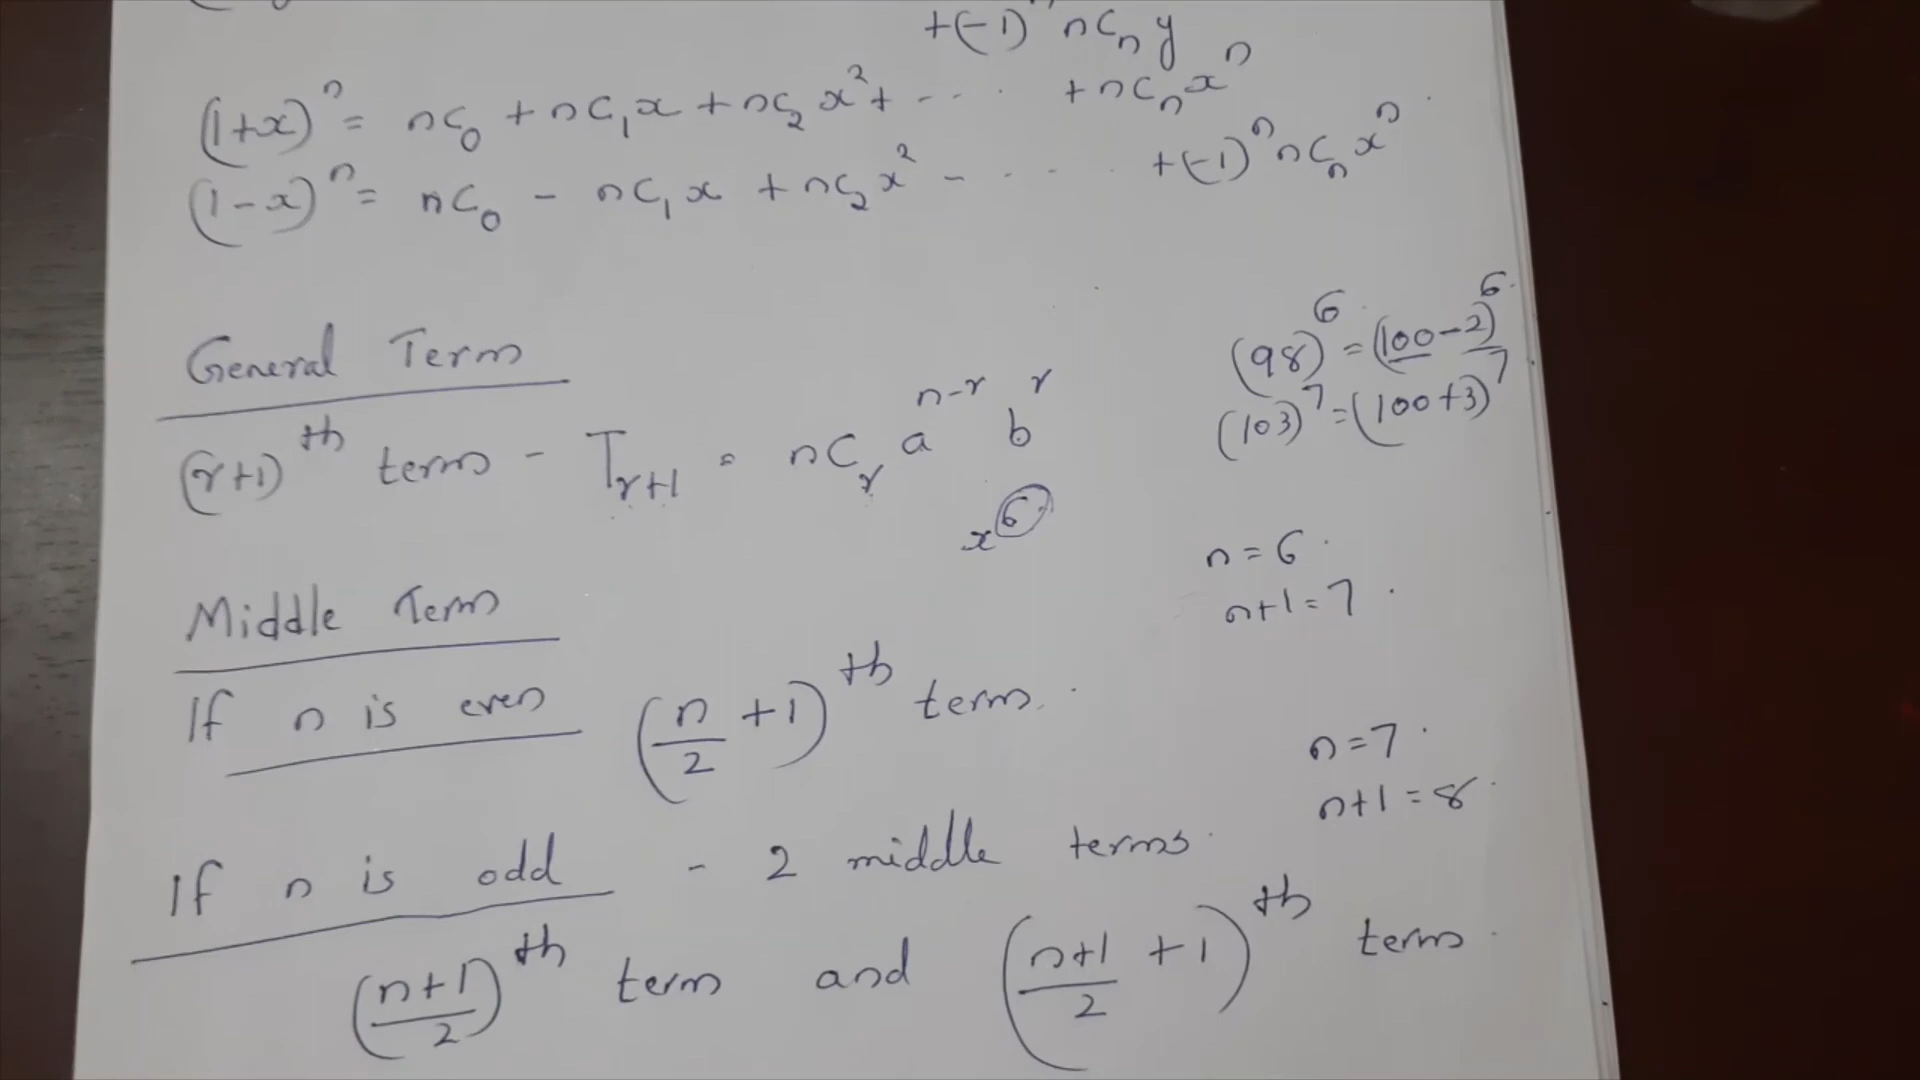 +(-1)ⁿ nCₙ y
(1+x)ⁿ = nC₀ + nC₁x + nC₂x² + - - - + nCₙxⁿ
(1-x)ⁿ = nC₀ - nC₁x + nC₂x² - - - - + (-1)ⁿ nCₙxⁿ
General Term
(r+1)th term - Tᵣ₊₁ = nCᵣ aⁿ⁻ʳ bʳ
x⁶
(98)⁶ = (100-2)⁶
(103)⁷ = (100+3)⁷
Middle Term
n = 6
n+1 = 7
If n is even (n/2 + 1)th term.
n = 7
n+1 = 8
If n is odd - 2 middle terms
((n+1)/2)th term and ((n+1)/2 + 1)th term